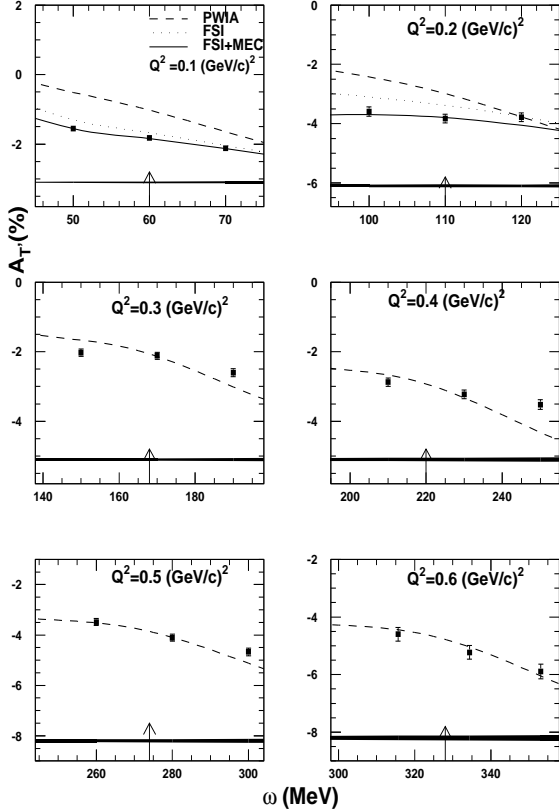 PWIA
FSI
FSI+MEC
Q²=0.1 (GeV/c)²
2
0
-2
50 60 70
Q²=0.2 (GeV/c)²
0
-2
-4
-6
100 110 120
A_T'(%)
Q²=0.3 (GeV/c)²
0
-2
-4
140 160 180
Q²=0.4 (GeV/c)²
0
-2
-4
200 220 240
Q²=0.5 (GeV/c)²
-2
-4
-6
-8
260 280 300
Q²=0.6 (GeV/c)²
-2
-4
-6
-8
300 320 340
ω (MeV)